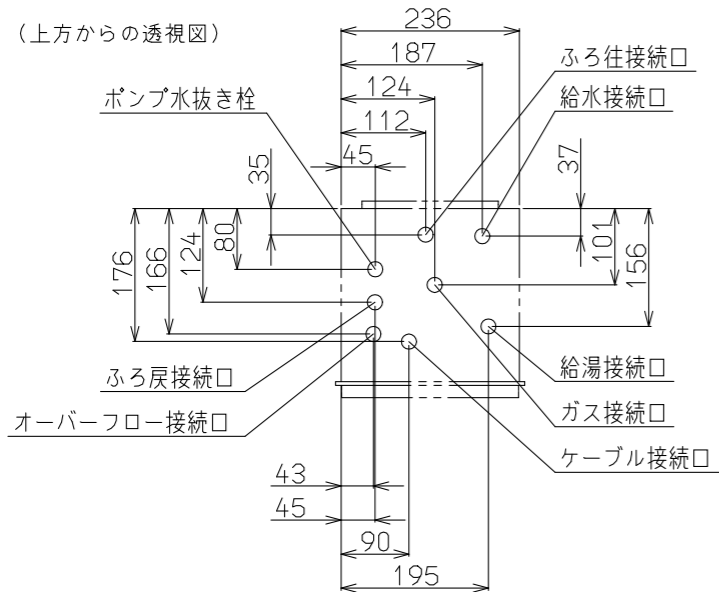 （上方からの透視図）
236
187
124
112
45
ふろ往接続口
給水接続口
ポンプ水抜き栓
35
37
176
166
124
80
101
156
ふろ戻接続口
オーバーフロー接続口
給湯接続口
ガス接続口
ケーブル接続口
43
45
90
195